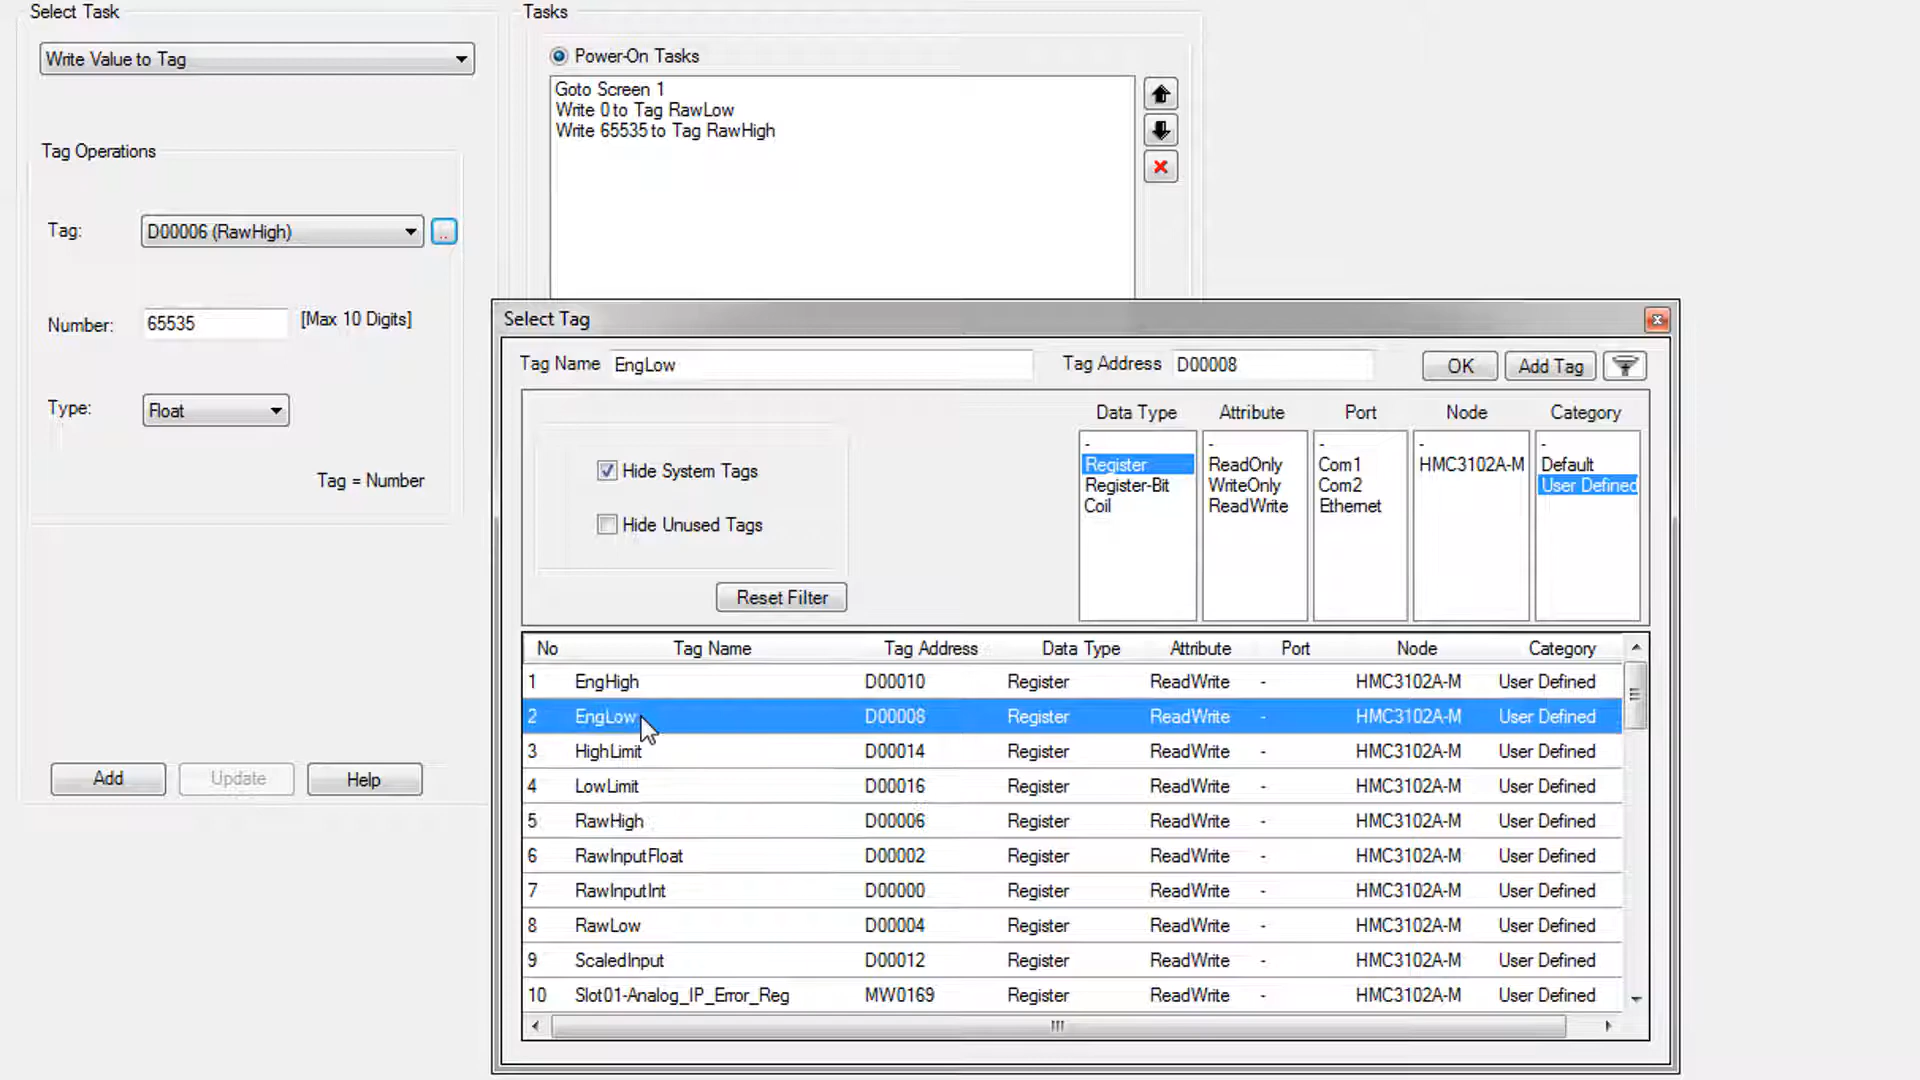 Select Task
Write Value to Tag
Tag Operations
Tag: D00006 (RawHigh) ..
Number: 65535 [Max 10 Digits]
Type: Float
Tag = Number
Add Update Help
Tasks
Power-On Tasks
Goto Screen 1
Write 0 to Tag RawLow
Write 65535 to Tag RawHigh
Select Tag
Tag Name EngLow Tag Address D00008 OK Add Tag
Data Type Attribute Port Node Category
- - - - -
Register ReadOnly Com1 HMC3102A-M Default
Register-Bit WriteOnly Com2 User Defined
Coil ReadWrite Ethernet
Hide System Tags
Hide Unused Tags
Reset Filter
No Tag Name Tag Address Data Type Attribute Port Node Category
1 EngHigh D00010 Register ReadWrite - HMC3102A-M User Defined
2 EngLow D00008 Register ReadWrite - HMC3102A-M User Defined
3 HighLimit D00014 Register ReadWrite - HMC3102A-M User Defined
4 LowLimit D00016 Register ReadWrite - HMC3102A-M User Defined
5 RawHigh D00006 Register ReadWrite - HMC3102A-M User Defined
6 RawInputFloat D00002 Register ReadWrite - HMC3102A-M User Defined
7 RawInputInt D00000 Register ReadWrite - HMC3102A-M User Defined
8 RawLow D00004 Register ReadWrite - HMC3102A-M User Defined
9 ScaledInput D00012 Register ReadWrite - HMC3102A-M User Defined
10 Slot01-Analog_IP_Error_Reg MW0169 Register ReadWrite - HMC3102A-M User Defined